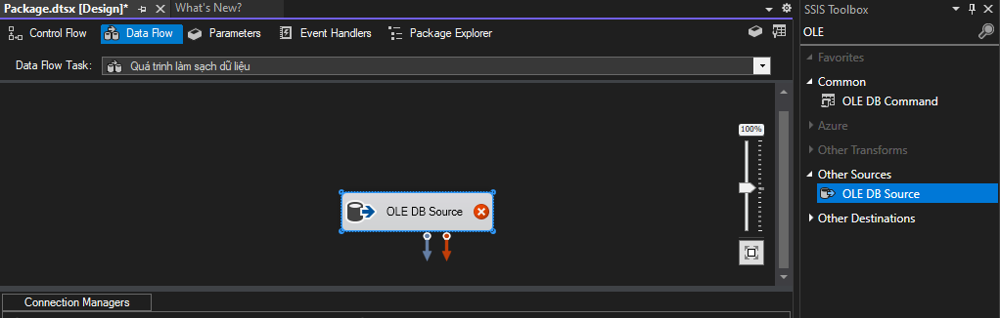 Package.dtsx [Design]*
What's New?
Control Flow
Data Flow
Parameters
Event Handlers
Package Explorer
Data Flow Task:
Quá trình làm sạch dữ liệu
100%
OLE DB Source
Connection Managers
SSIS Toolbox
OLE
Favorites
Common
OLE DB Command
Azure
Other Transforms
Other Sources
OLE DB Source
Other Destinations